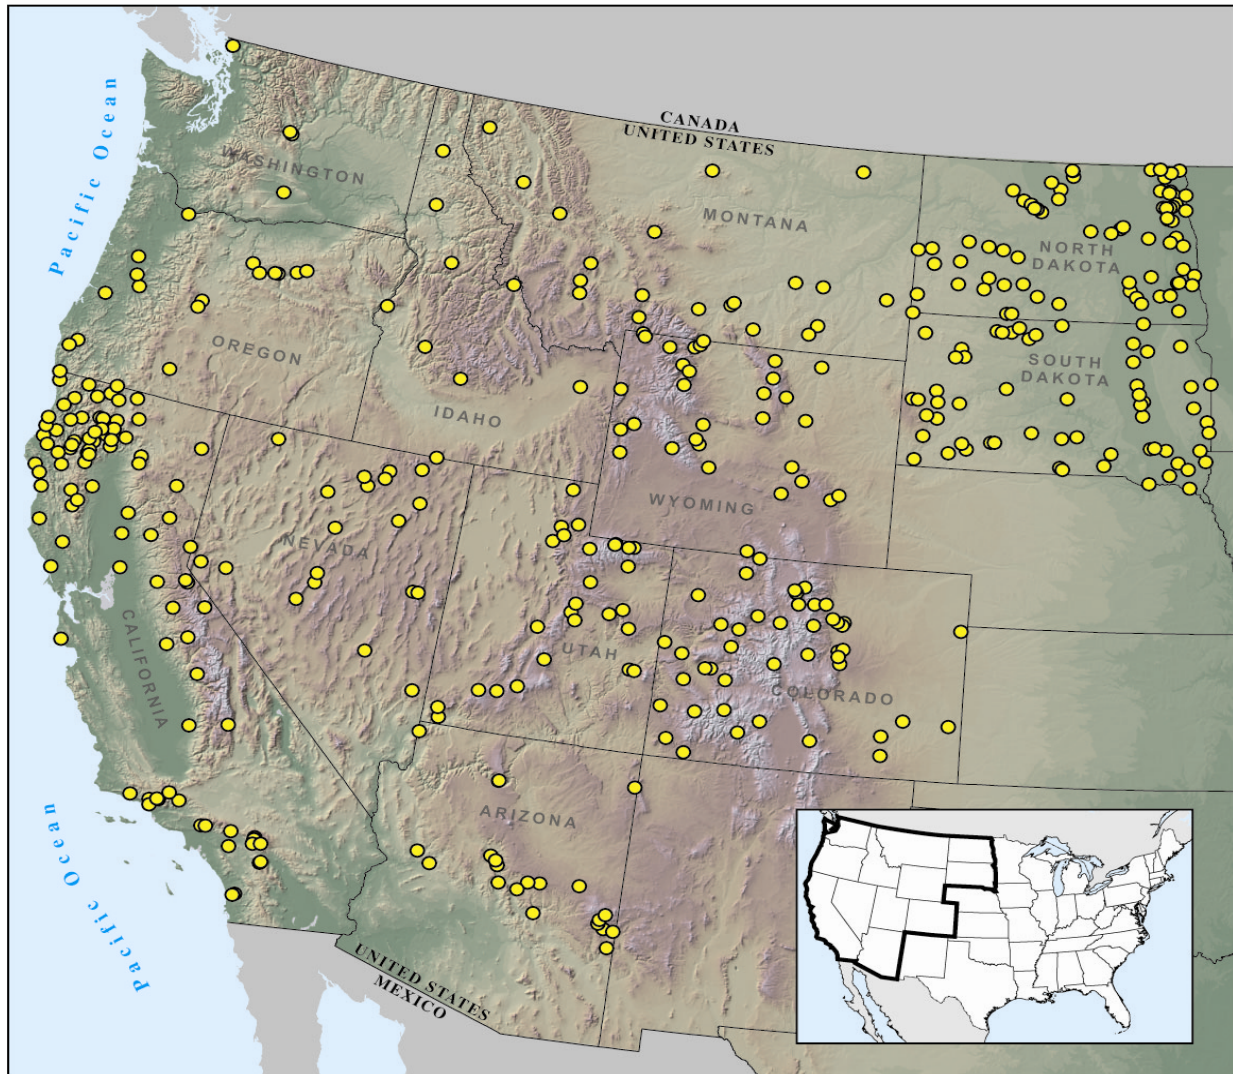 CANADA
UNITED STATES
Pacific Ocean
WASHINGTON
MONTANA
NORTH
DAKOTA
OREGON
IDAHO
SOUTH
DAKOTA
WYOMING
NEVADA
CALIFORNIA
UTAH
COLORADO
ARIZONA
Pacific Ocean
UNITED STATES
MEXICO